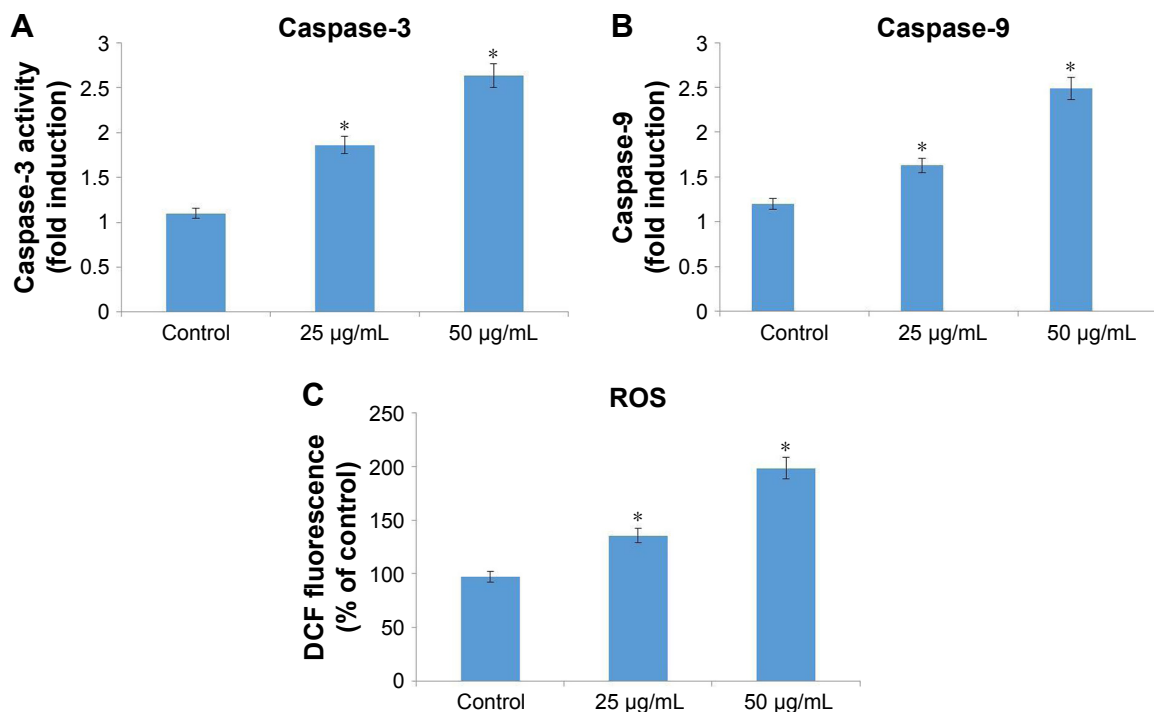 A
Caspase-3
Caspase-3 activity
(fold induction)
3
2.5
2
1.5
1
0.5
0
*
*
Control
25 µg/mL
50 µg/mL
B
Caspase-9
Caspase-9
(fold induction)
3
2.5
2
1.5
1
0.5
0
*
*
Control
25 µg/mL
50 µg/mL
C
ROS
DCF fluorescence
(% of control)
250
200
150
100
50
0
*
*
Control
25 µg/mL
50 µg/mL